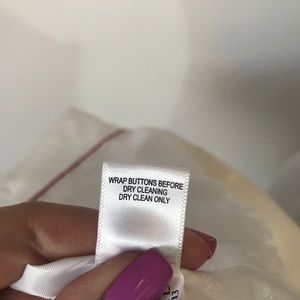 WRAP BUTTONS BEFORE
DRY CLEANING
DRY CLEAN ONLY